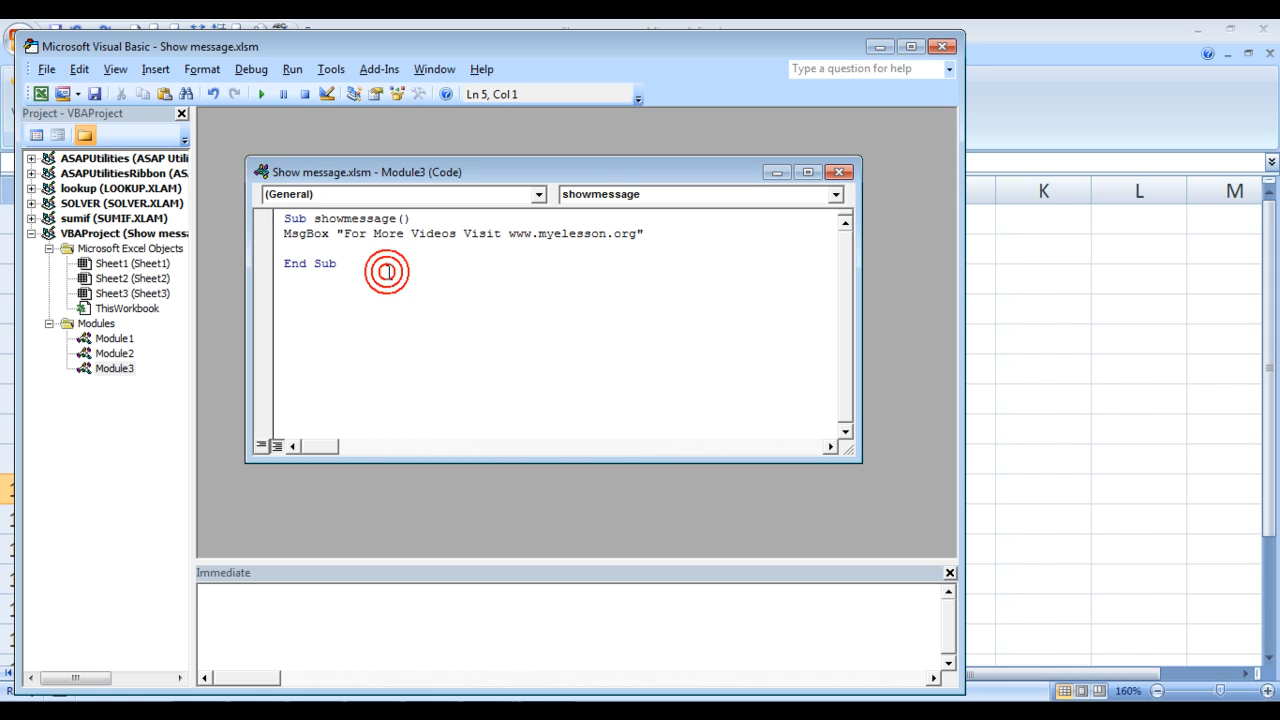 Microsoft Visual Basic - Show message.xlsm
File Edit View Insert Format Debug Run Tools Add-Ins Window Help
Type a question for help
Ln 5, Col 1
Project - VBAProject
ASAPUtilities (ASAP Utili
ASAPUtilitiesRibbon (AS
lookup (LOOKUP.XLAM)
SOLVER (SOLVER.XLAM)
sumif (SUMIF.XLAM)
VBAProject (Show mess
Microsoft Excel Objects
Sheet1 (Sheet1)
Sheet2 (Sheet2)
Sheet3 (Sheet3)
ThisWorkbook
Modules
Module1
Module2
Module3
Show message.xlsm - Module3 (Code)
(General)
showmessage
Sub showmessage()
MsgBox "For More Videos Visit www.myelesson.org"
End Sub
Immediate
K L M
160%